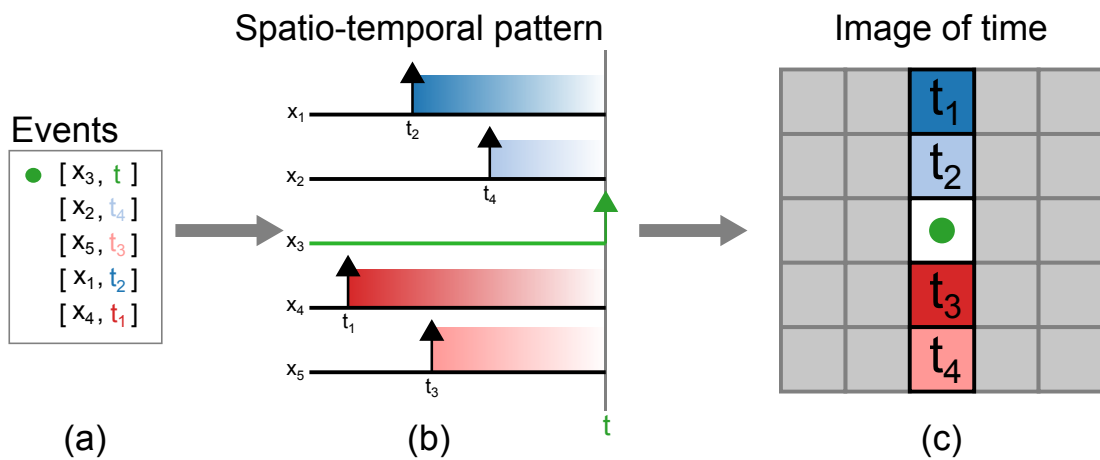 Spatio-temporal pattern
Image of time
Events
[ x3, t ]
[ x2, t4 ]
[ x5, t3 ]
[ x1, t2 ]
[ x4, t1 ]
x1
t2
x2
t4
x3
x4
t1
x5
t3
t
t1
t2
t3
t4
(a)
(b)
(c)